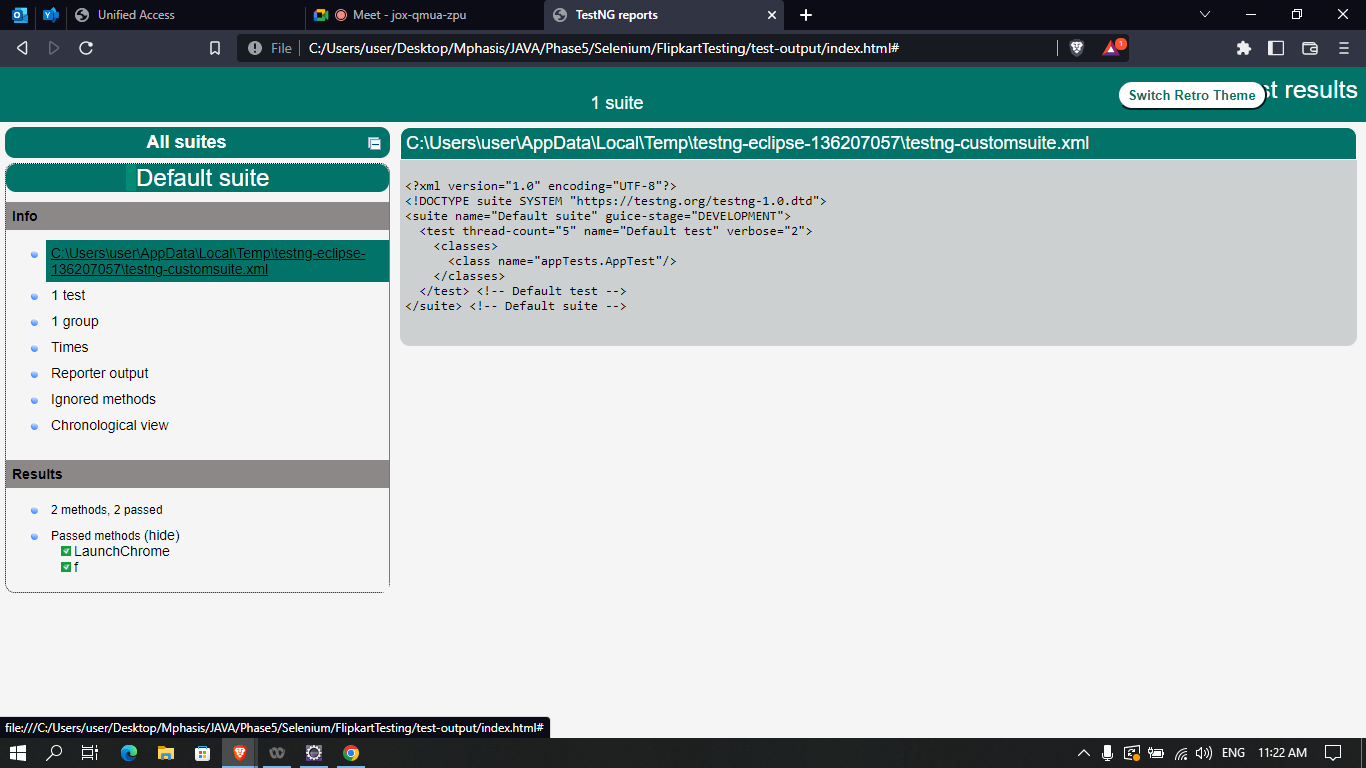 Unified Access
Meet - jox-qmua-zpu
TestNG reports
File
C:/Users/user/Desktop/Mphasis/JAVA/Phase5/Selenium/FlipkartTesting/test-output/index.html#
1
st results
Switch Retro Theme
1 suite
All suites
Default suite
Info
C:\Users\user\AppData\Local\Temp\testng-eclipse-
136207057\testng-customsuite.xml
1 test
1 group
Times
Reporter output
Ignored methods
Chronological view
Results
2 methods, 2 passed
Passed methods (hide)
LaunchChrome
f
C:\Users\user\AppData\Local\Temp\testng-eclipse-136207057\testng-customsuite.xml
<?xml version="1.0" encoding="UTF-8"?>
<!DOCTYPE suite SYSTEM "https://testng.org/testng-1.0.dtd">
<suite name="Default suite" guice-stage="DEVELOPMENT">
  <test thread-count="5" name="Default test" verbose="2">
    <classes>
      <class name="appTests.AppTest"/>
    </classes>
  </test> <!-- Default test -->
</suite> <!-- Default suite -->
file:///C:/Users/user/Desktop/Mphasis/JAVA/Phase5/Selenium/FlipkartTesting/test-output/index.html#
ENG
11:22 AM